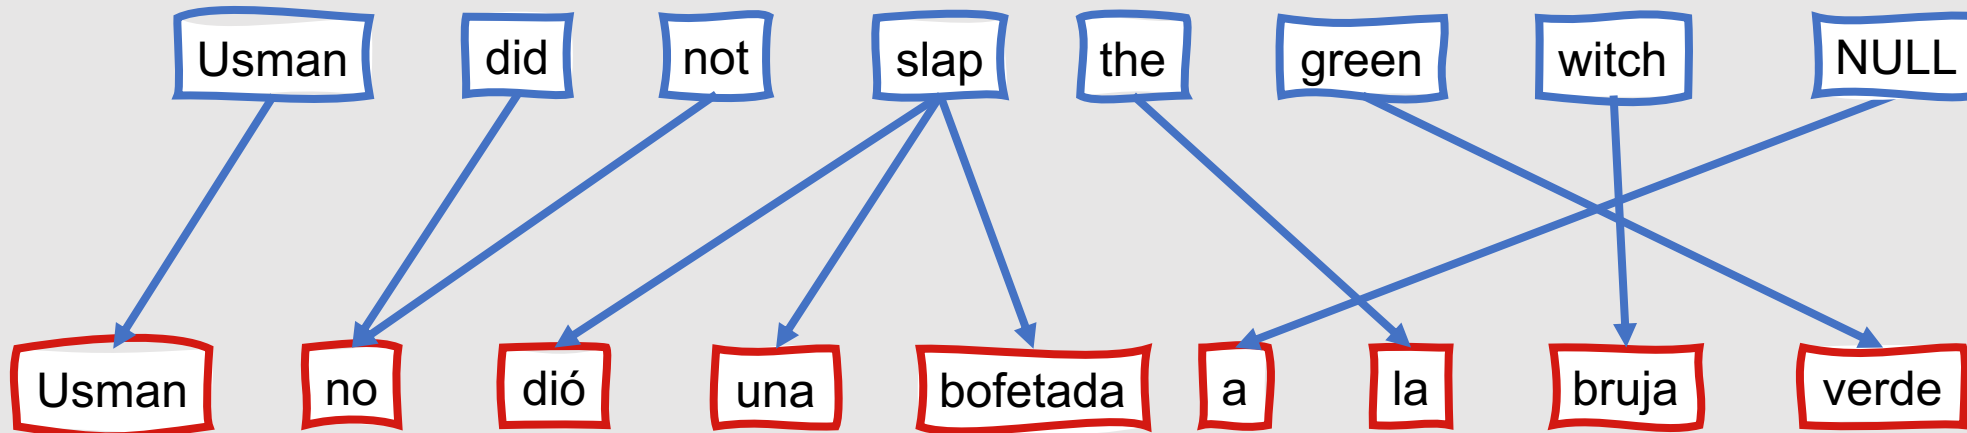 Usman did not slap the green witch NULL
Usman no dió una bofetada a la bruja verde